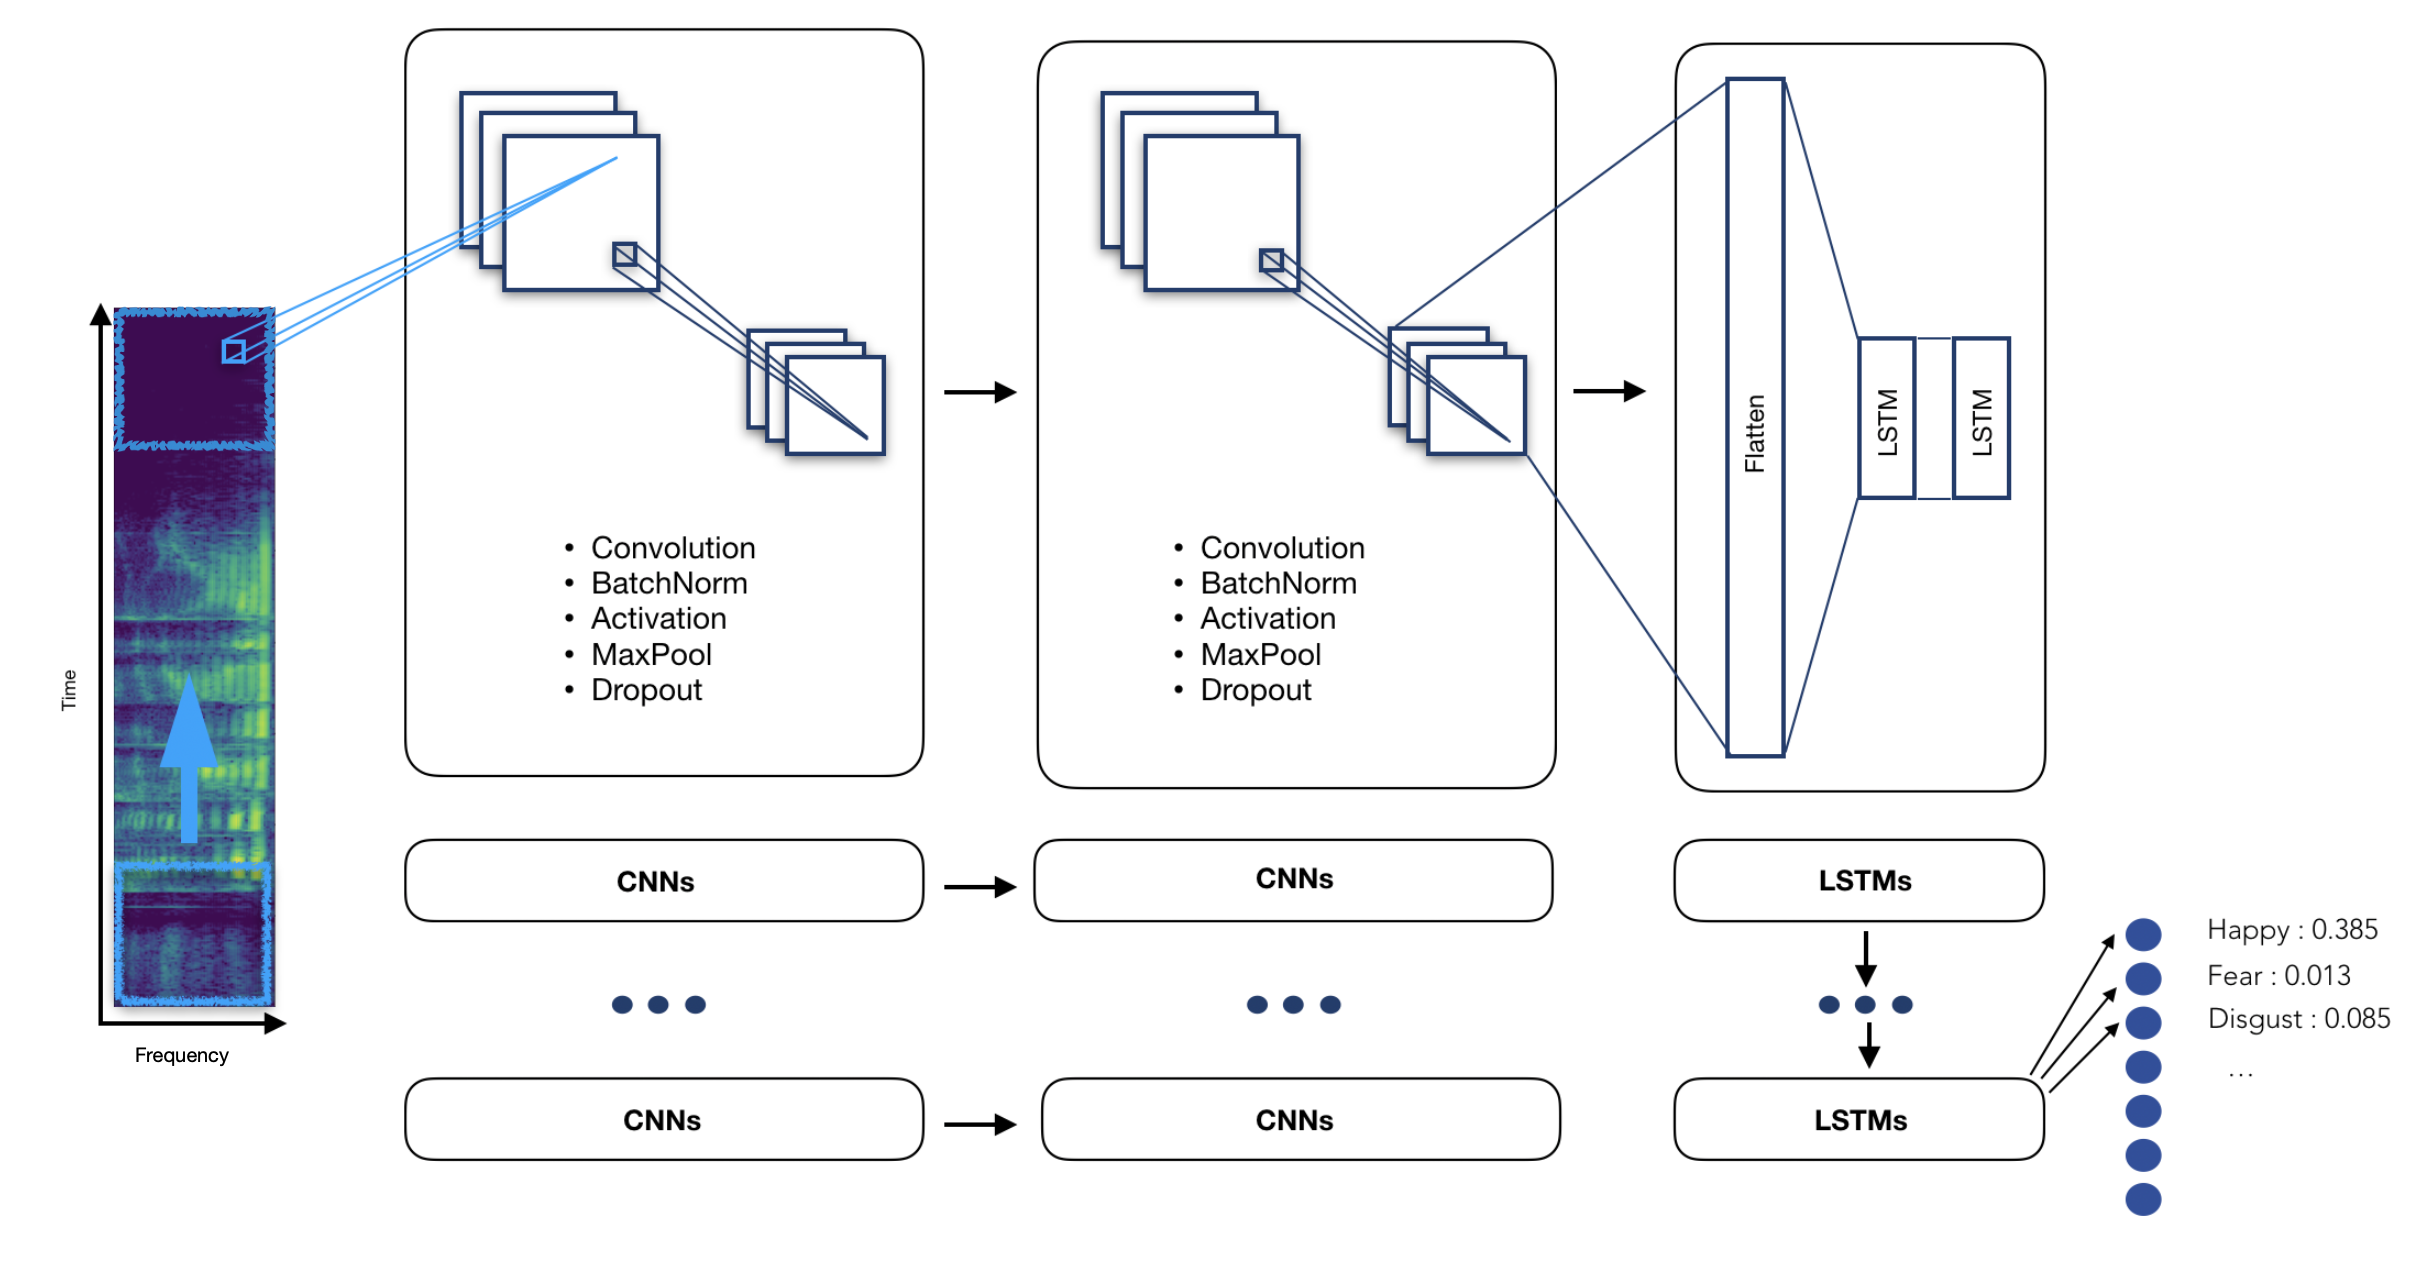 Time
Frequency
• Convolution
• BatchNorm
• Activation
• MaxPool
• Dropout
• Convolution
• BatchNorm
• Activation
• MaxPool
• Dropout
Flatten
LSTM
LSTM
CNNs
CNNs
LSTMs
CNNs
CNNs
LSTMs
Happy : 0.385
Fear : 0.013
Disgust : 0.085
...